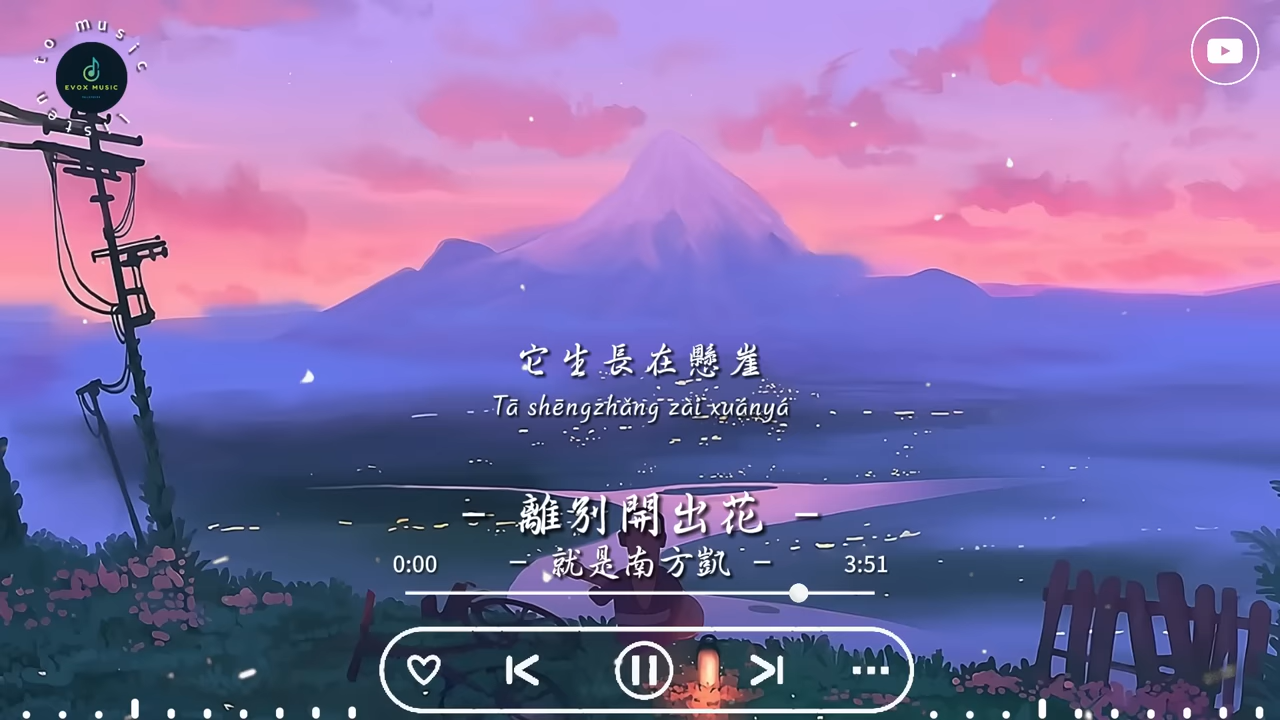 Listen to music
EVOX MUSIC
它生長在懸崖
Tā shēngzhǎng zài xuányá
– 離別開出花 –
0:00
– 就是南方凱 –
3:51